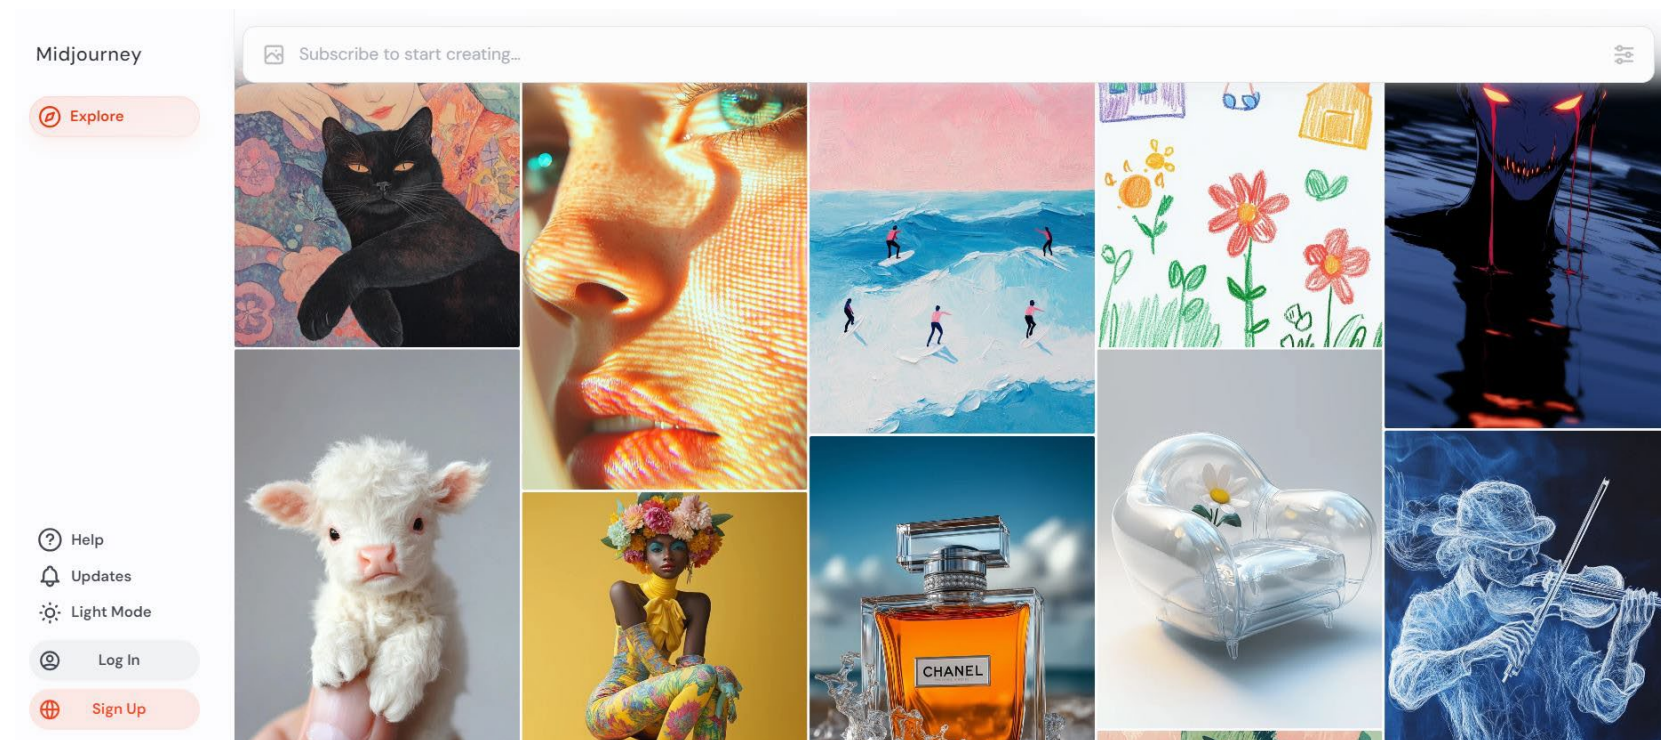 Midjourney
Subscribe to start creating...
Explore
Help
Updates
Light Mode
Log In
Sign Up
CHANEL